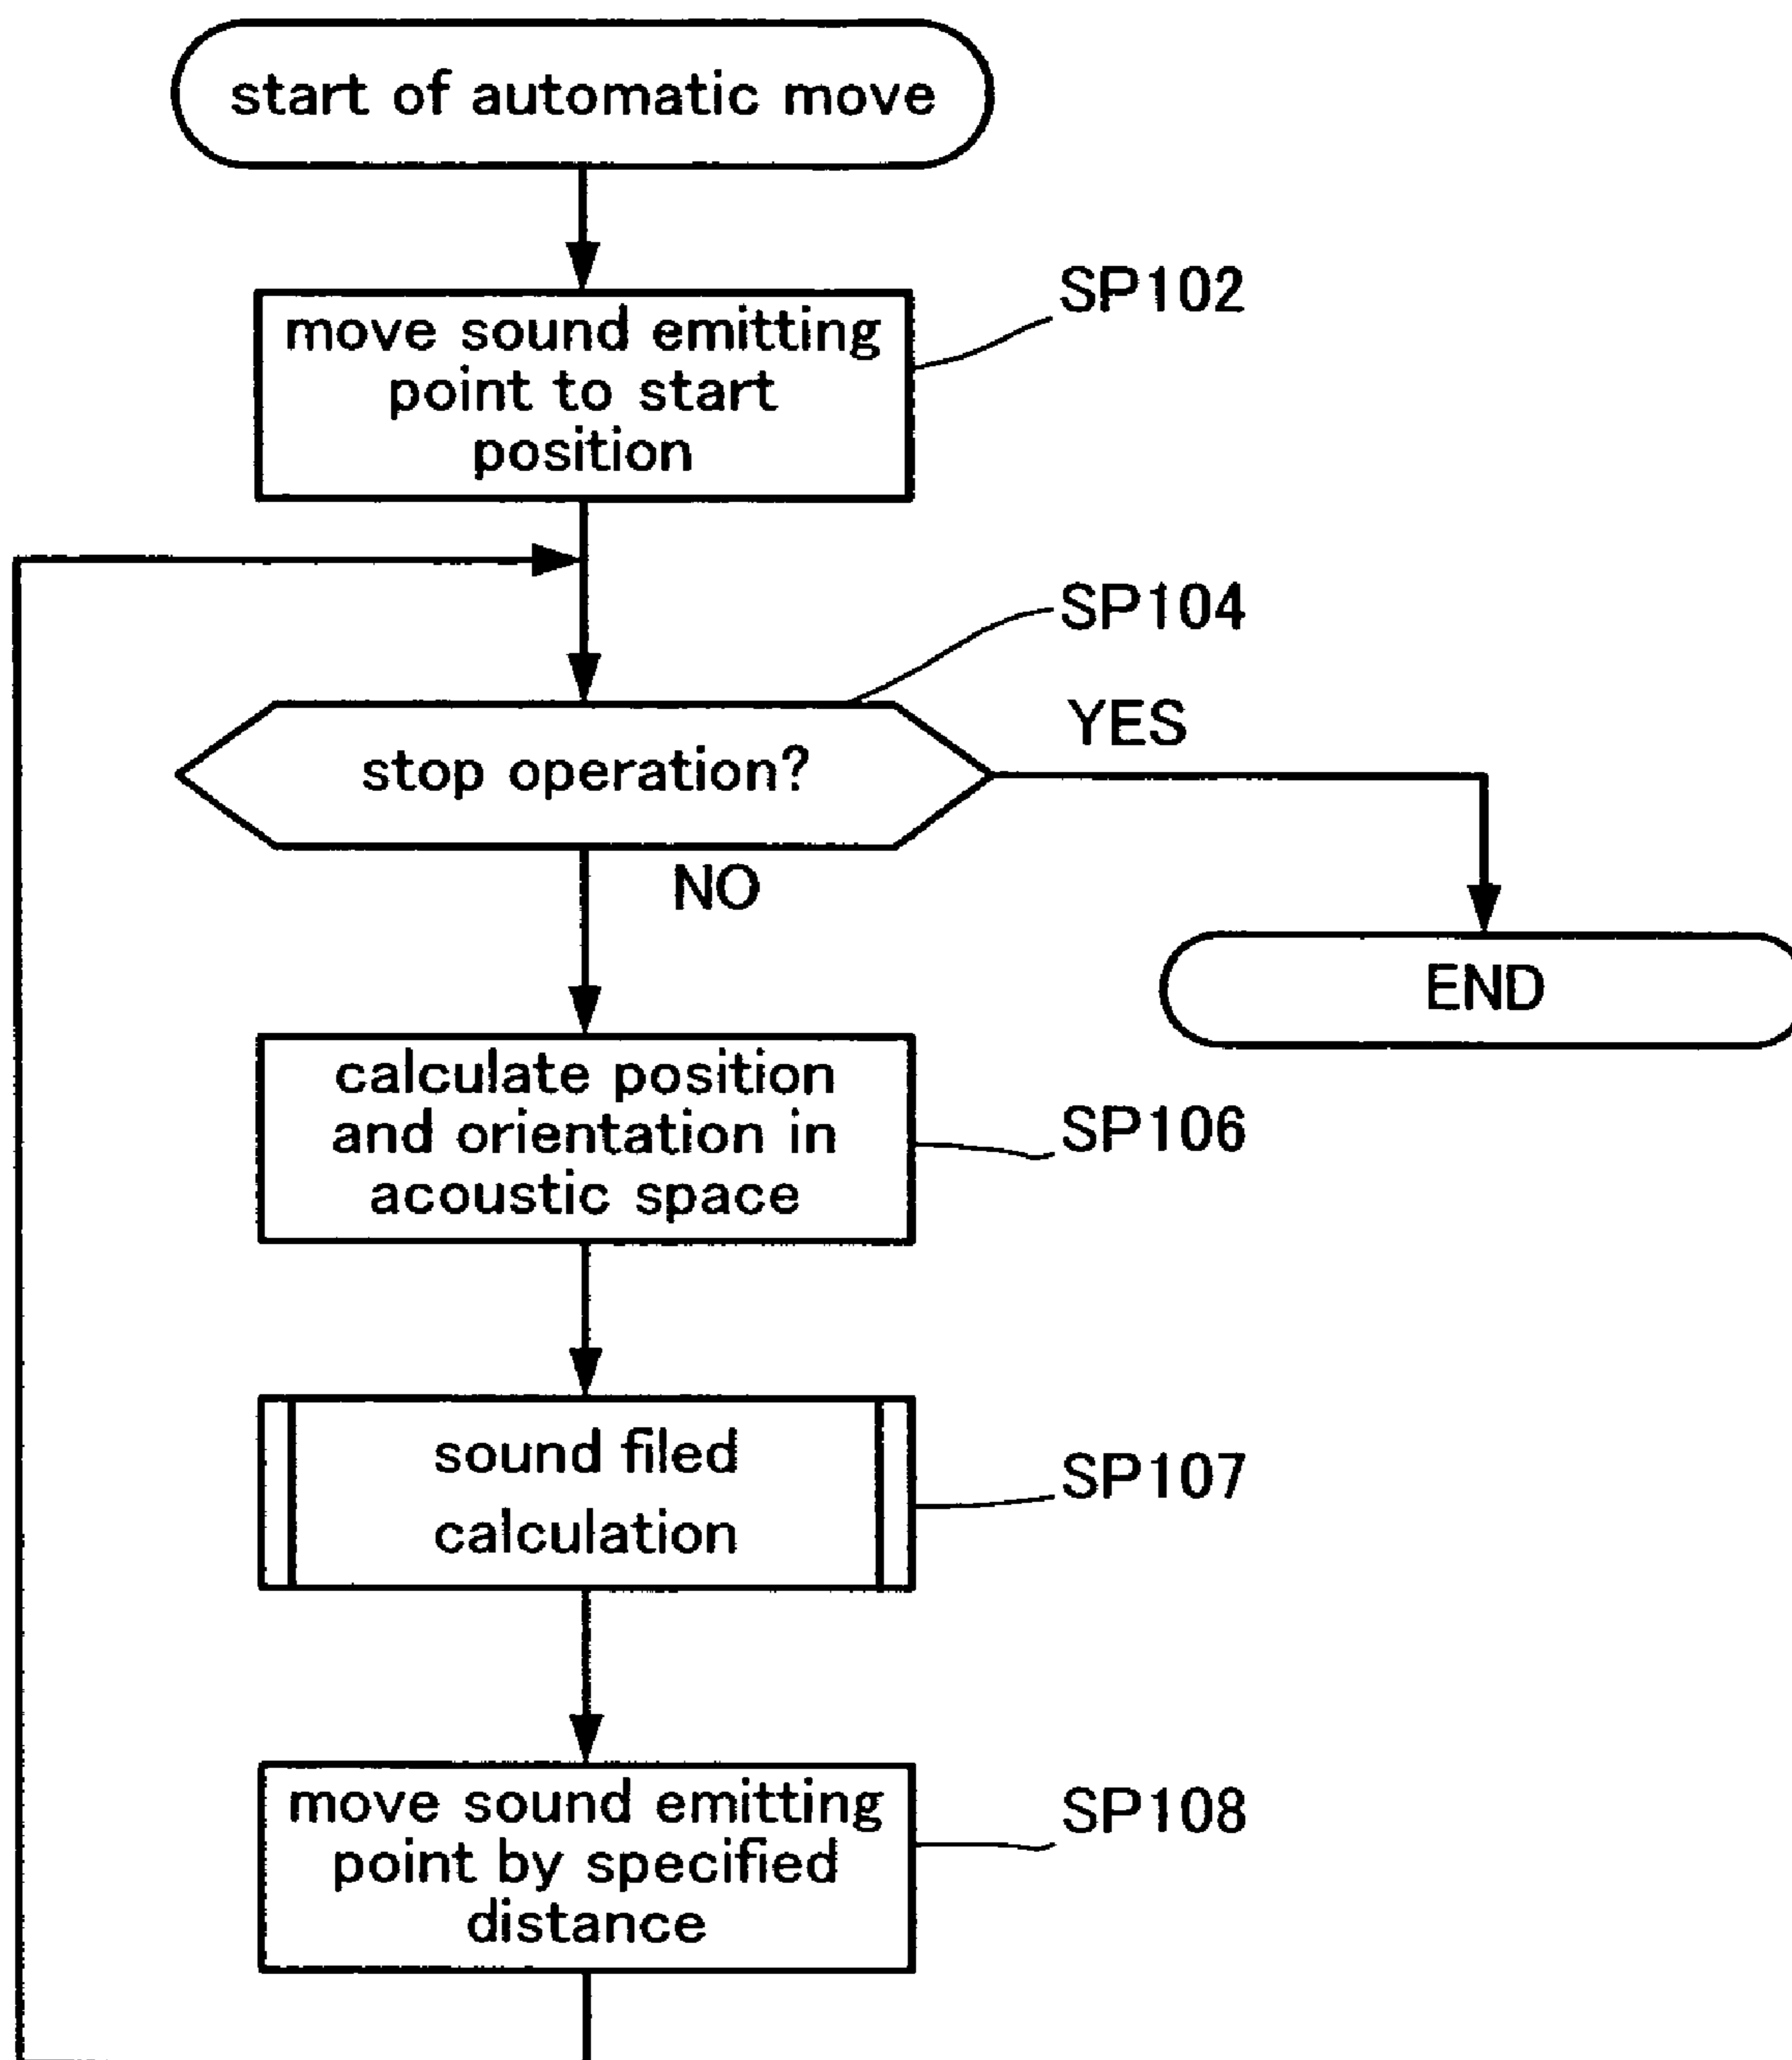 start of automatic move
SP102
move sound emitting
point to start
position
SP104
stop operation?
YES
NO
END
calculate position
and orientation in
acoustic space
SP106
sound filed
calculation
SP107
move sound emitting
point by specified
distance
SP108